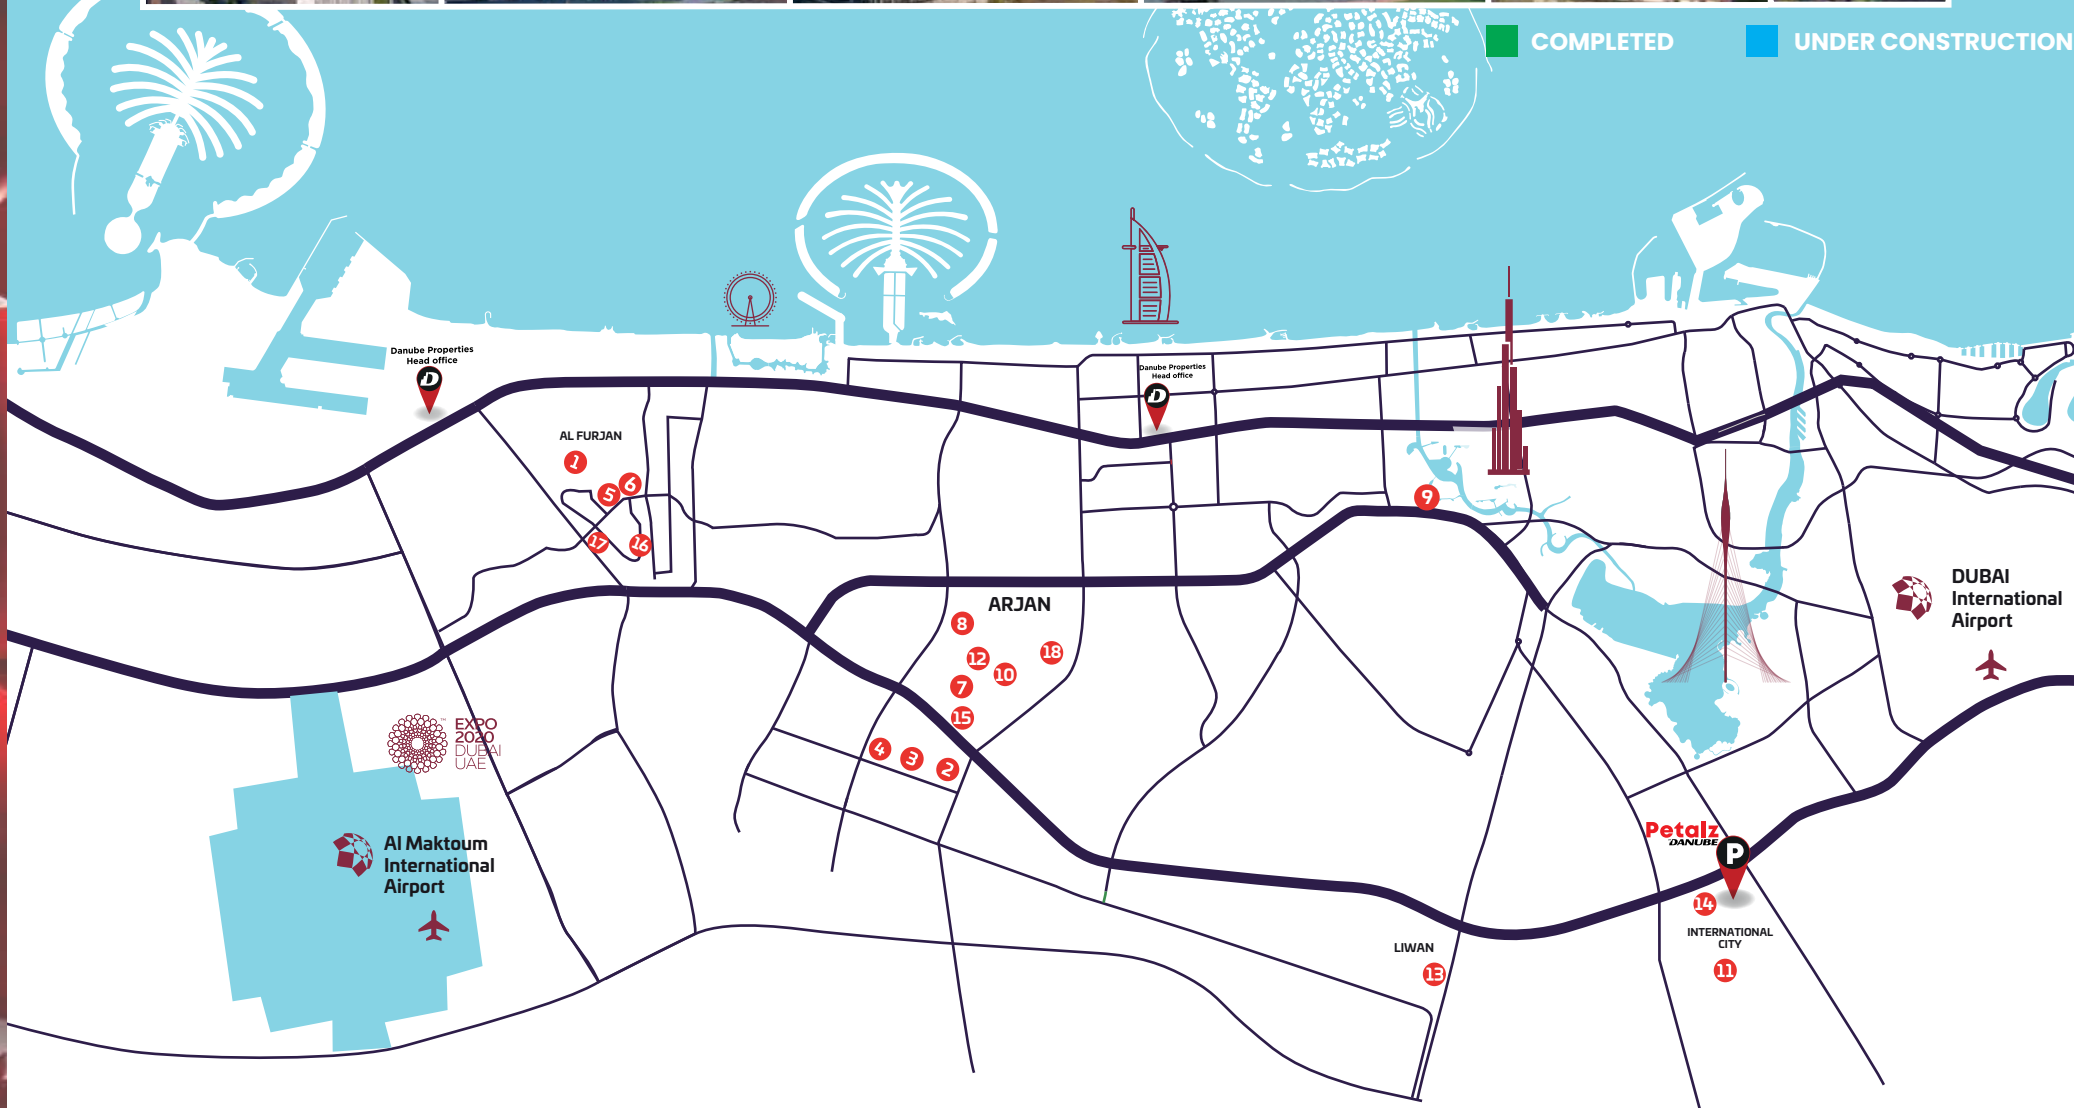 COMPLETED
UNDER CONSTRUCTION
Danube Properties
Head office
D
Danube Properties
Head office
D
AL FURJAN
1
6
5
17
16
9
ARJAN
8
12
18
10
7
15
4
3
2
DUBAI
International
Airport
EXPO
2020
DUBAI
UAE
™
Al Maktoum
International
Airport
Petalz
DANUBE
P
14
INTERNATIONAL
CITY
11
LIWAN
13